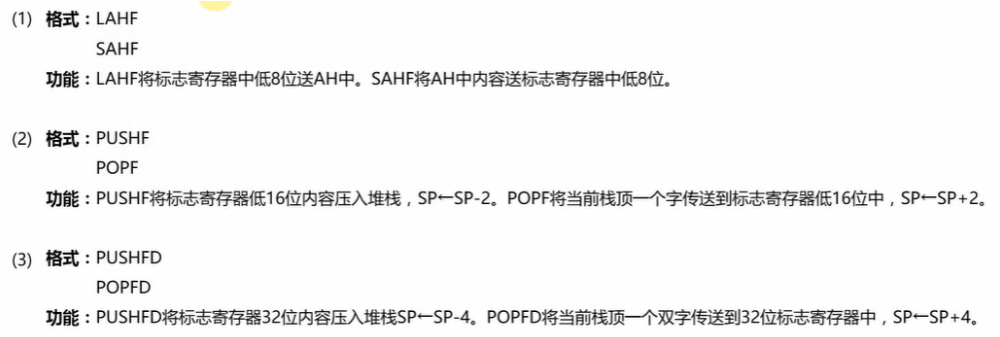 (1) 格式：LAHF
SAHF
功能：LAHF将标志寄存器中低8位送AH中。SAHF将AH中内容送标志寄存器中低8位。
(2) 格式：PUSHF
POPF
功能：PUSHF将标志寄存器低16位内容压入堆栈，SP←SP-2。POPF将当前栈顶一个字传送到标志寄存器低16位中，SP←SP+2。
(3) 格式：PUSHFD
POPFD
功能：PUSHFD将标志寄存器32位内容压入堆栈SP←SP-4。POPFD将当前栈顶一个双字传送到32位标志寄存器中，SP←SP+4。